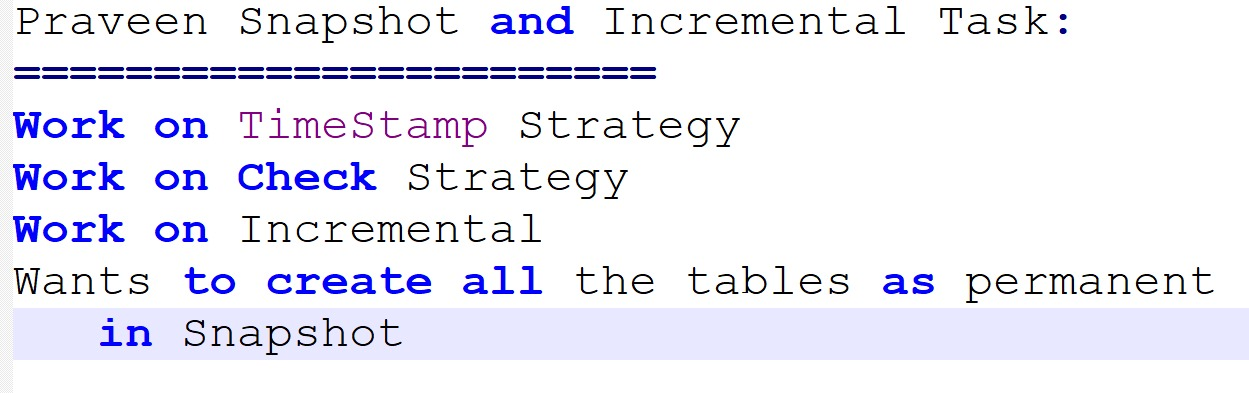 Praveen Snapshot and Incremental Task:
=======================
Work on TimeStamp Strategy
Work on Check Strategy
Work on Incremental
Wants to create all the tables as permanent
in Snapshot